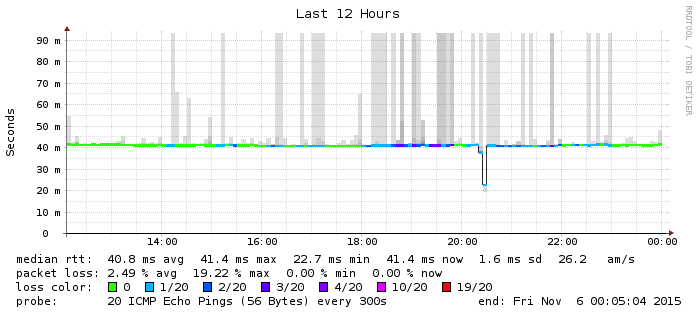 Last 12 Hours
RRDTOOL / TOBI OETIKER
Seconds
90 m
80 m
70 m
60 m
50 m
40 m
30 m
20 m
10 m
0
14:00 16:00 18:00 20:00 22:00 00:00
median rtt: 40.8 ms avg 41.4 ms max 22.7 ms min 41.4 ms now 1.6 ms sd 26.2 am/s
packet loss: 2.49 % avg 19.22 % max 0.00 % min 0.00 % now
loss color: 0 1/20 2/20 3/20 4/20 10/20 19/20
probe: 20 ICMP Echo Pings (56 Bytes) every 300s end: Fri Nov 6 00:05:04 2015